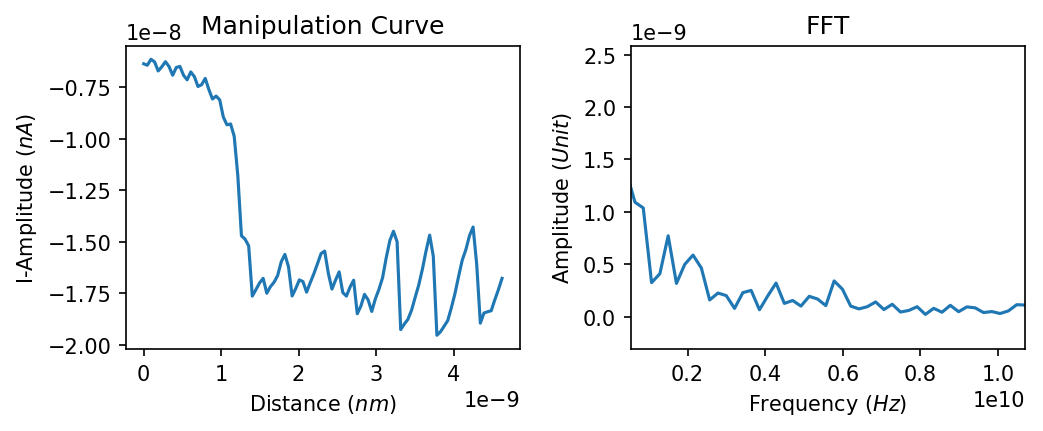 Manipulation Curve
1e−8
−0.75
−1.00
−1.25
−1.50
−1.75
−2.00
I-Amplitude (nA)
0 1 2 3 4
1e−9
Distance (nm)
FFT
1e−9
2.5
2.0
1.5
1.0
0.5
0.0
Amplitude (Unit)
0.2 0.4 0.6 0.8 1.0
1e10
Frequency (Hz)